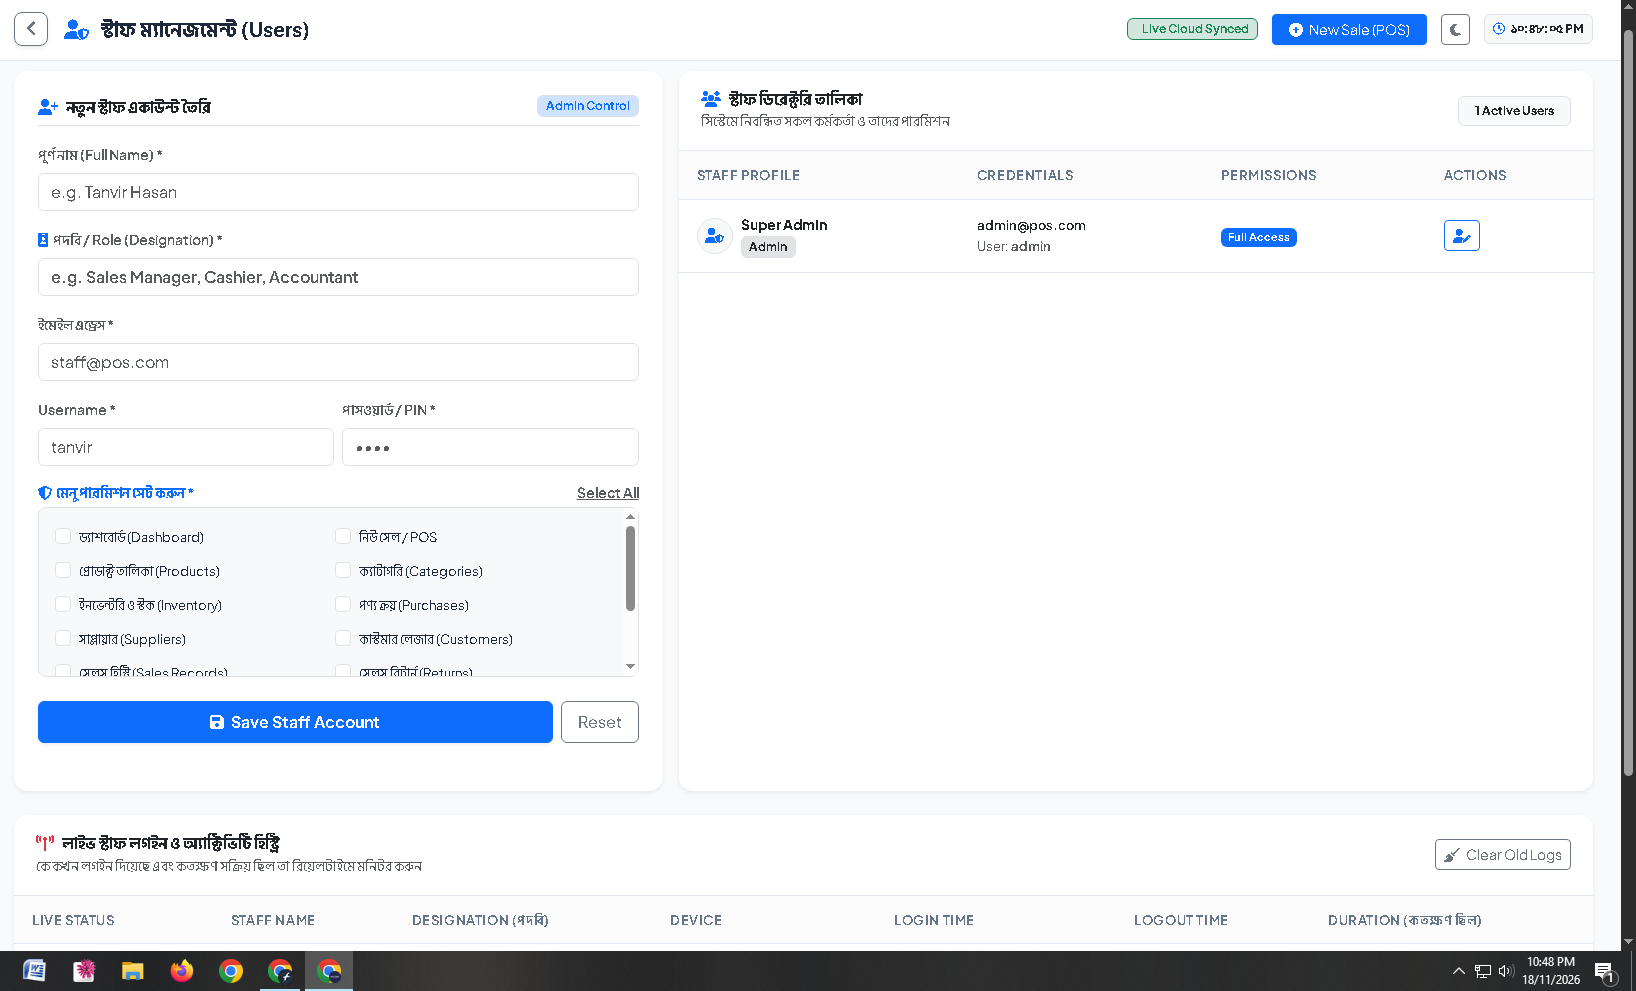 স্টাফ ম্যানেজমেন্ট (Users)
Live Cloud Synced
New Sale (POS)
১০:৪৮:০৫ PM
নতুন স্টাফ একাউন্ট তৈরি
Admin Control
পূর্ণ নাম (Full Name) *
e.g. Tanvir Hasan
পদবি / Role (Designation) *
e.g. Sales Manager, Cashier, Accountant
ইমেইল এড্রেস *
staff@pos.com
Username *
পাসওয়ার্ড / PIN *
tanvir
••••
মেনু পারমিশন সেট করুন *
Select All
ড্যাশবোর্ড (Dashboard)
নিউ সেল / POS
প্রোডাক্ট তালিকা (Products)
ক্যাটাগরি (Categories)
ইনভেন্টরি ও স্টক (Inventory)
পণ্য ক্রয় (Purchases)
সাপ্লায়ার (Suppliers)
কাস্টমার লেজার (Customers)
সেলস হিস্ট্রি (Sales Records)
সেলস রিটার্ন (Returns)
Save Staff Account
Reset
স্টাফ ডিরেক্টরি তালিকা
সিস্টেমে নিবন্ধিত সকল কর্মকর্তা ও তাদের পারমিশন
1 Active Users
STAFF PROFILE
CREDENTIALS
PERMISSIONS
ACTIONS
Super Admin
Admin
admin@pos.com
User: admin
Full Access
লাইভ স্টাফ লগইন ও অ্যাক্টিভিটি হিস্ট্রি
কে কখন লগইন দিয়েছে এবং কতক্ষণ সক্রিয় ছিল তা রিয়েলটাইমে মনিটর করুন
Clear Old Logs
LIVE STATUS
STAFF NAME
DESIGNATION (পদবি)
DEVICE
LOGIN TIME
LOGOUT TIME
DURATION (কতক্ষণ ছিল)
10:48 PM
18/11/2026
1